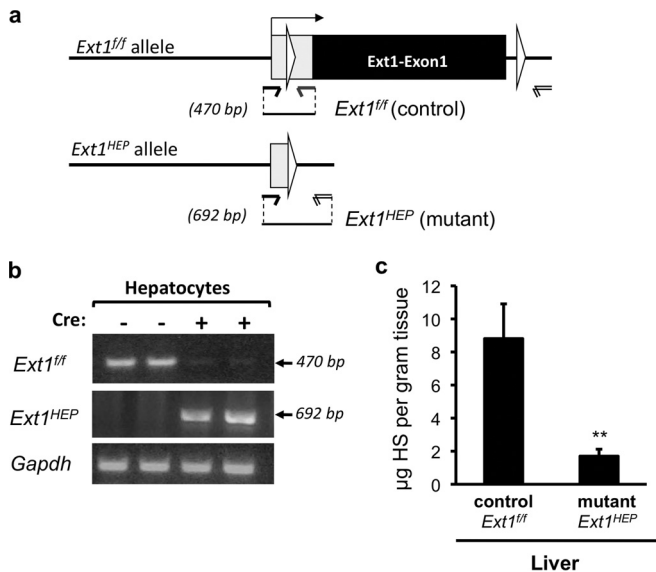 a
Ext1f/f allele
Ext1-Exon1
(470 bp)
Ext1f/f (control)
Ext1HEP allele
(692 bp)
Ext1HEP (mutant)
b
Hepatocytes
Cre: - - + +
Ext1f/f
470 bp
Ext1HEP
692 bp
Gapdh
c
µg HS per gram tissue
12
10
8
6
4
2
0
**
control mutant
Ext1f/f Ext1HEP
Liver